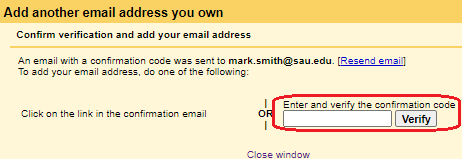 Add another email address you own
Confirm verification and add your email address
An email with a confirmation code was sent to mark.smith@sau.edu. [Resend email]
To add your email address, do one of the following:
Click on the link in the confirmation email
|
OR
|
Enter and verify the confirmation code
Verify
Close window